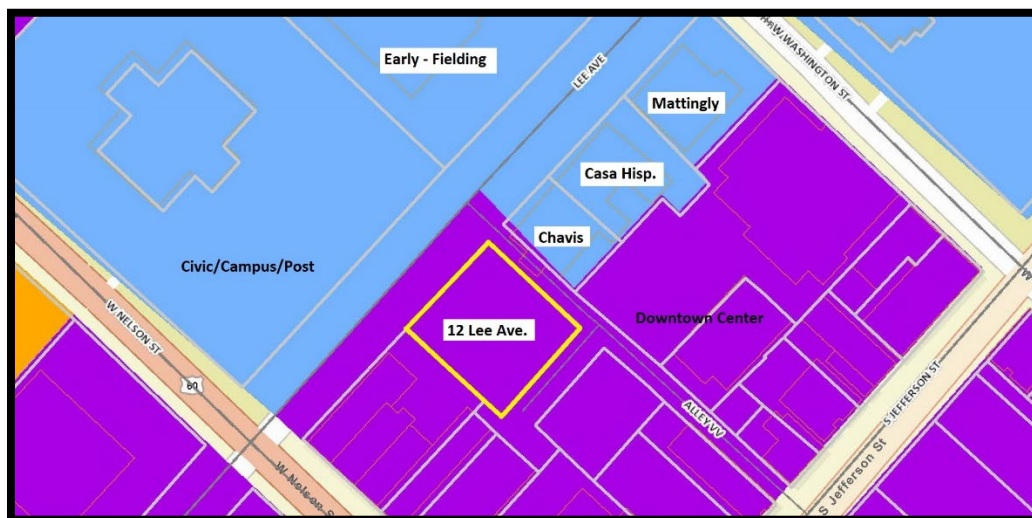 Early - Fielding
LEE AVE
W WASHINGTON ST
Mattingly
Casa Hisp.
Chavis
Civic/Campus/Post
W NELSON ST
60
12 Lee Ave.
Downtown Center
ALLEY VV
S JEFFERSON ST
S Jefferson St
W Nelson S
W